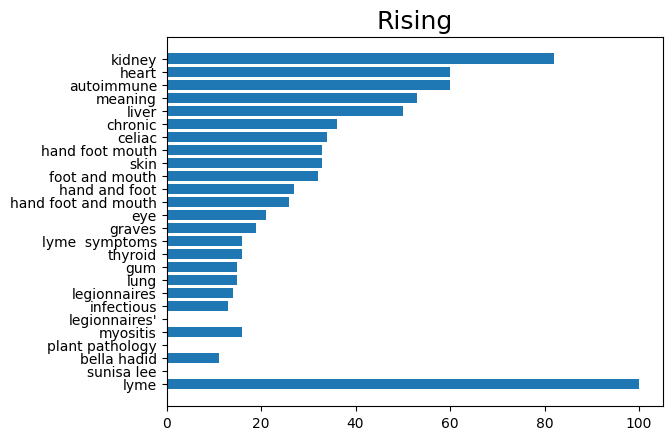 Rising
kidney
heart
autoimmune
meaning
liver
chronic
celiac
hand foot mouth
skin
foot and mouth
hand and foot
hand foot and mouth
eye
graves
lyme  symptoms
thyroid
gum
lung
legionnaires
infectious
legionnaires'
myositis
plant pathology
bella hadid
sunisa lee
lyme
0 20 40 60 80 100